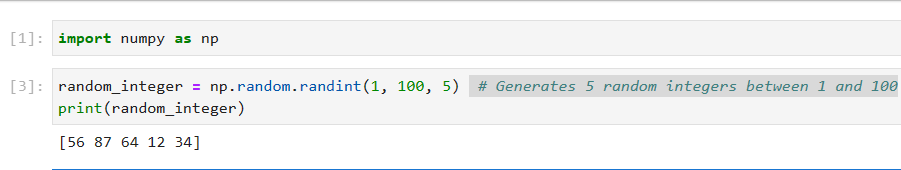 [1]: import numpy as np
[3]: random_integer = np.random.randint(1, 100, 5)  # Generates 5 random integers between 1 and 100
print(random_integer)
[56 87 64 12 34]